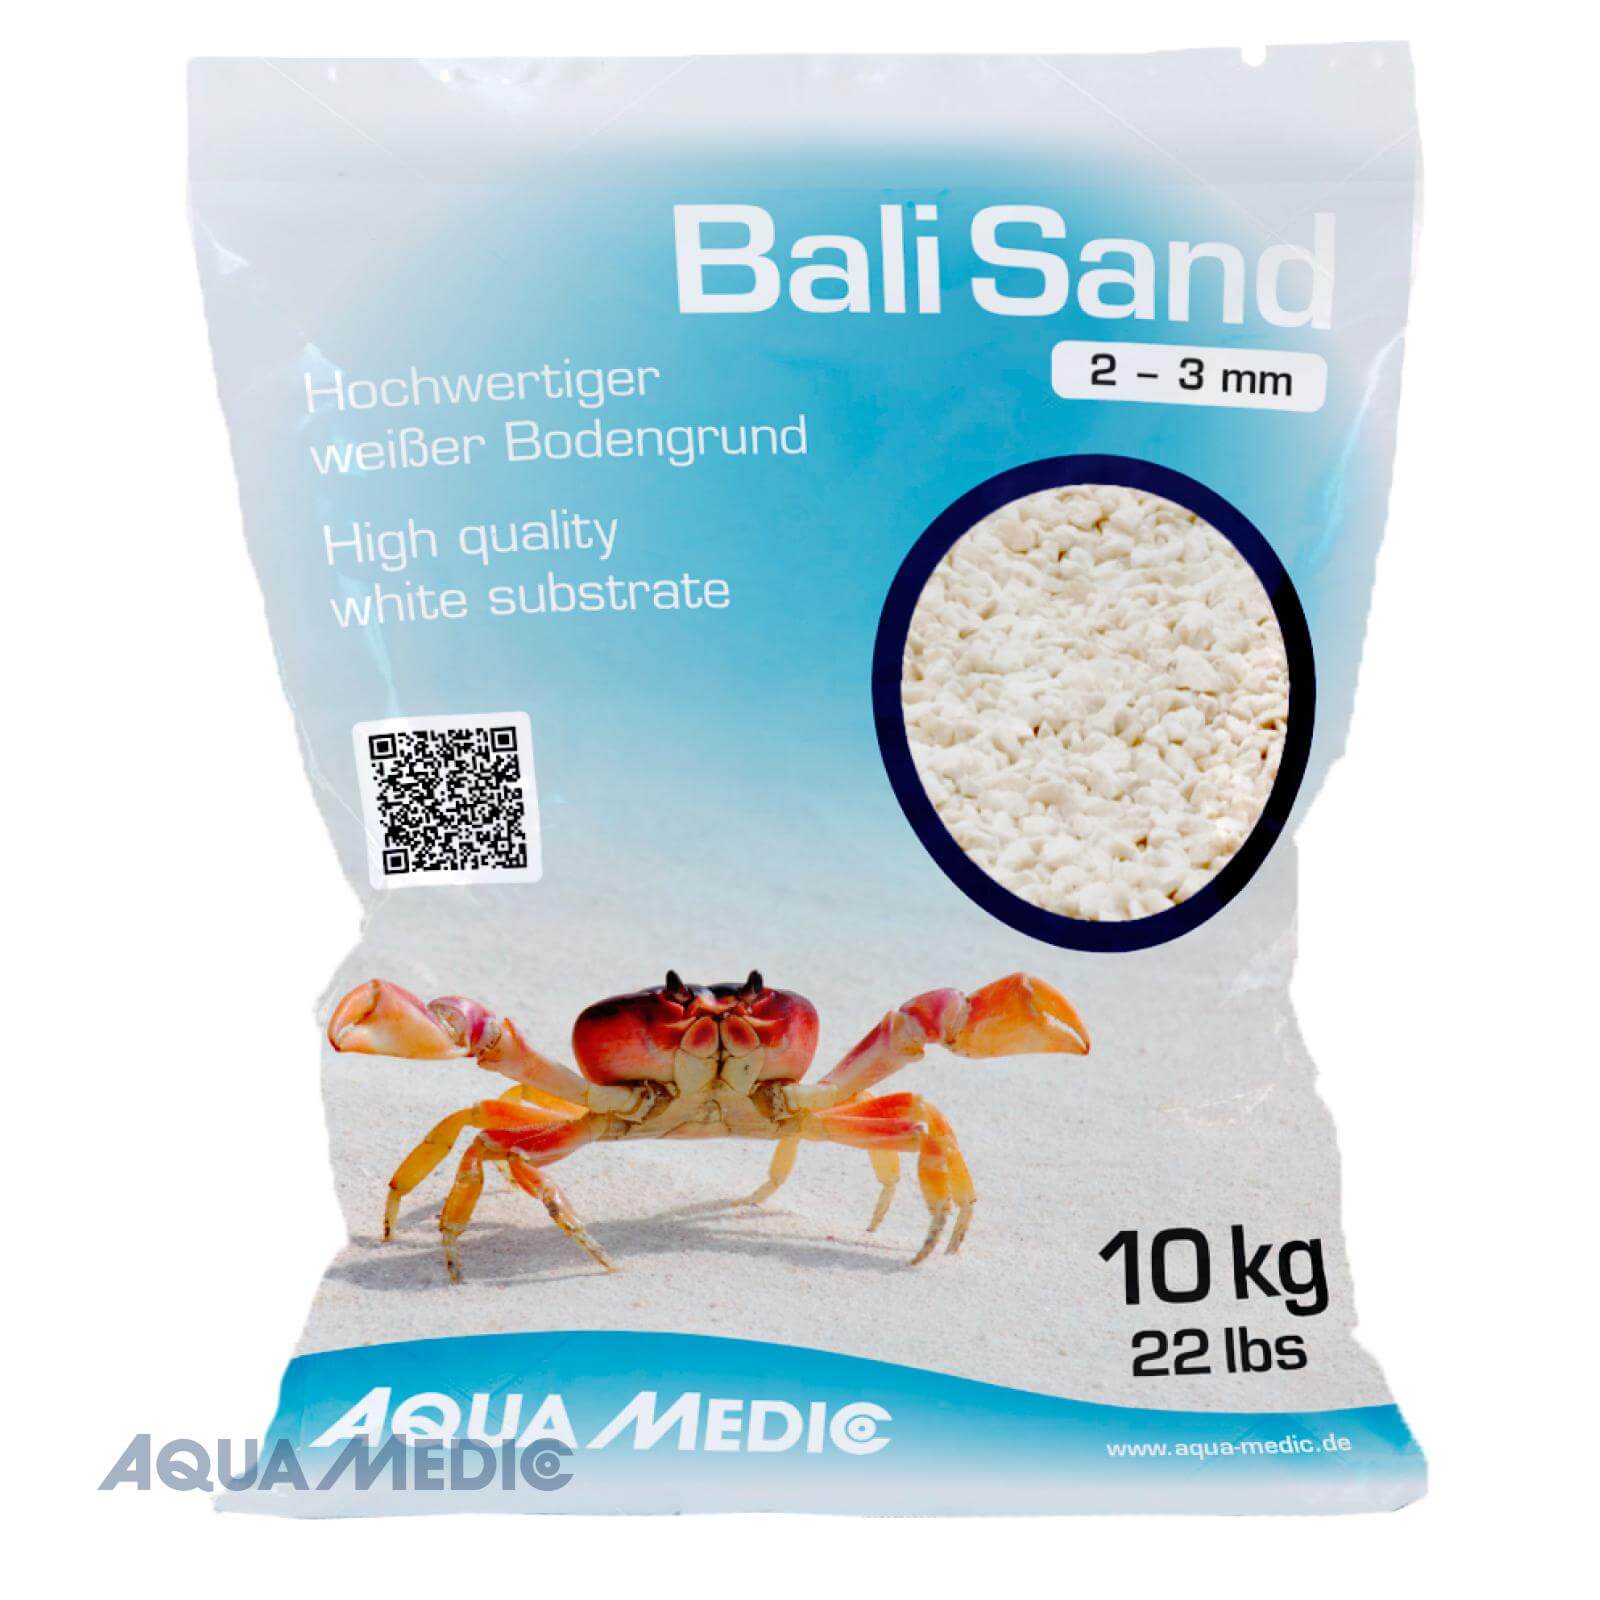 Bali Sand
2 – 3 mm
Hochwertiger
weißer Bodengrund
High quality
white substrate
10 kg
22 lbs
AQUA MEDIC
www.aqua-medic.de
AQUA MEDIC